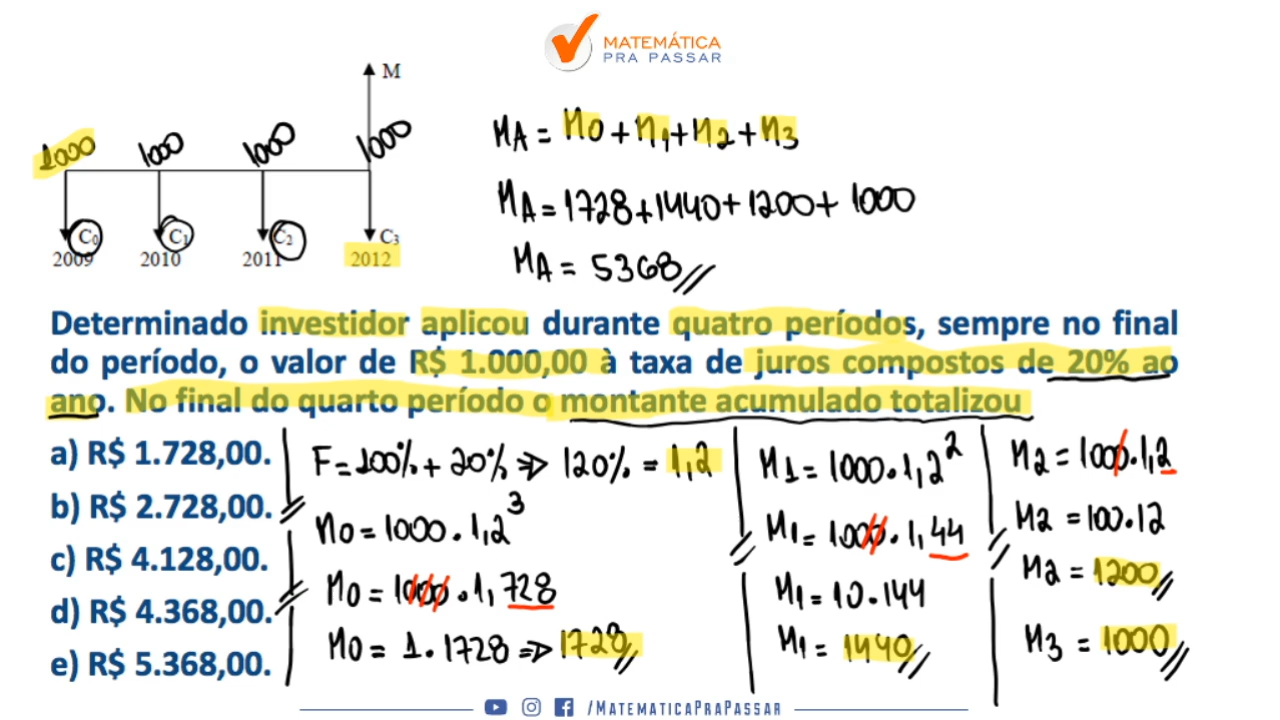 MATEMÁTICA
PRA PASSAR
M
1000 1000 1000 1000
C0 C1 C2 C3
2009 2010 2011 2012
MA = M0 + M1 + M2 + M3
MA = 1728 + 1440 + 1200 + 1000
MA = 5368
Determinado investidor aplicou durante quatro períodos, sempre no final
do período, o valor de R$ 1.000,00 à taxa de juros compostos de 20% ao
ano. No final do quarto período o montante acumulado totalizou
a) R$ 1.728,00.
b) R$ 2.728,00.
c) R$ 4.128,00.
d) R$ 4.368,00.
e) R$ 5.368,00.
F = 100% + 20% ⇒ 120% = 1,2
M0 = 1000 . 1,2³
M0 = 1000 . 1,728
M0 = 1 . 1728 ⇒ 1728
M1 = 1000 . 1,2²
M1 = 1000 . 1,44
M1 = 10 . 144
M1 = 1440
M2 = 1000 . 1,2
M2 = 100 . 12
M2 = 1200
M3 = 1000
/MATEMATICAPRAPASSAR